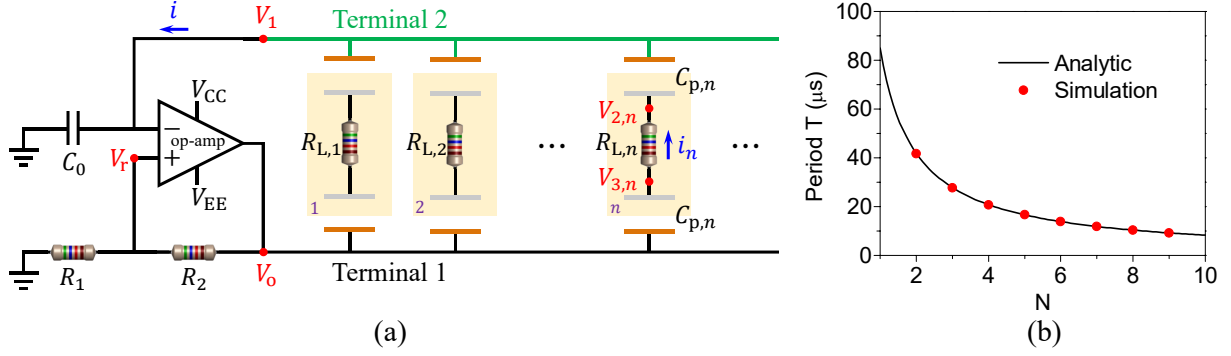 i
V1
Terminal 2
VCC
op-amp
−
+
VEE
C0
Vr
R1
R2
Vo
RL,1
1
RL,2
2
...
Cp,n
V2,n
RL,n
in
V3,n
n
Cp,n
...
Terminal 1
(a)
Period T (μs)
100
80
60
40
20
0
Analytic
Simulation
2
4
6
8
10
N
(b)